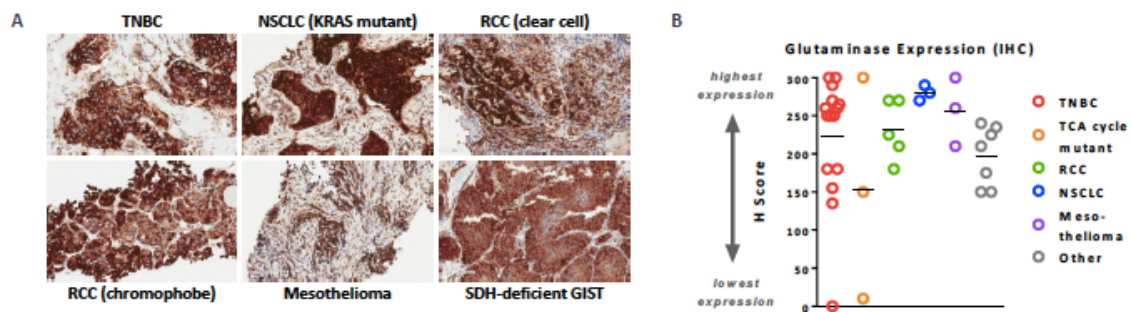 A
TNBC
NSCLC (KRAS mutant)
RCC (clear cell)
RCC (chromophobe)
Mesothelioma
SDH-deficient GIST
B
Glutaminase Expression (IHC)
highest
expression
lowest
expression
H Score
300
250
200
150
100
50
0
TNBC
TCA cycle
mutant
RCC
NSCLC
Meso-
thelioma
Other